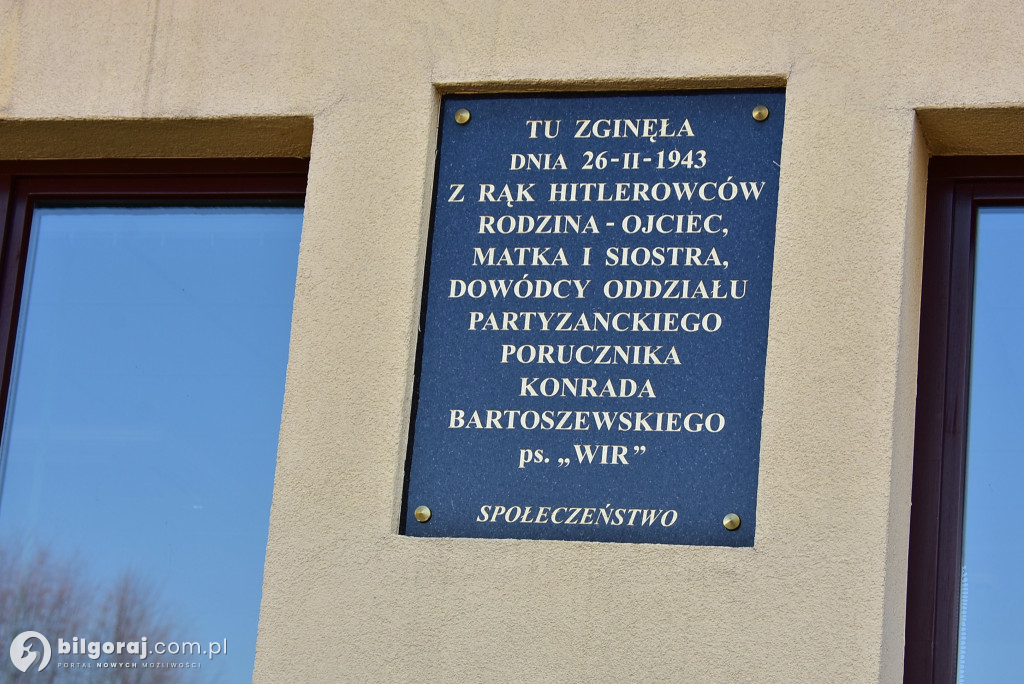 TU ZGINĘŁA
DNIA 26-II-1943
Z RĄK HITLEROWCÓW
RODZINA - OJCIEC,
MATKA I SIOSTRA,
DOWÓDCY ODDZIAŁU
PARTYZANCKIEGO
PORUCZNIKA
KONRADA
BARTOSZEWSKIEGO
ps. „WIR”
SPOŁECZEŃSTWO
bilgoraj.com.pl
PORTAL NOWYCH MOŻLIWOŚCI